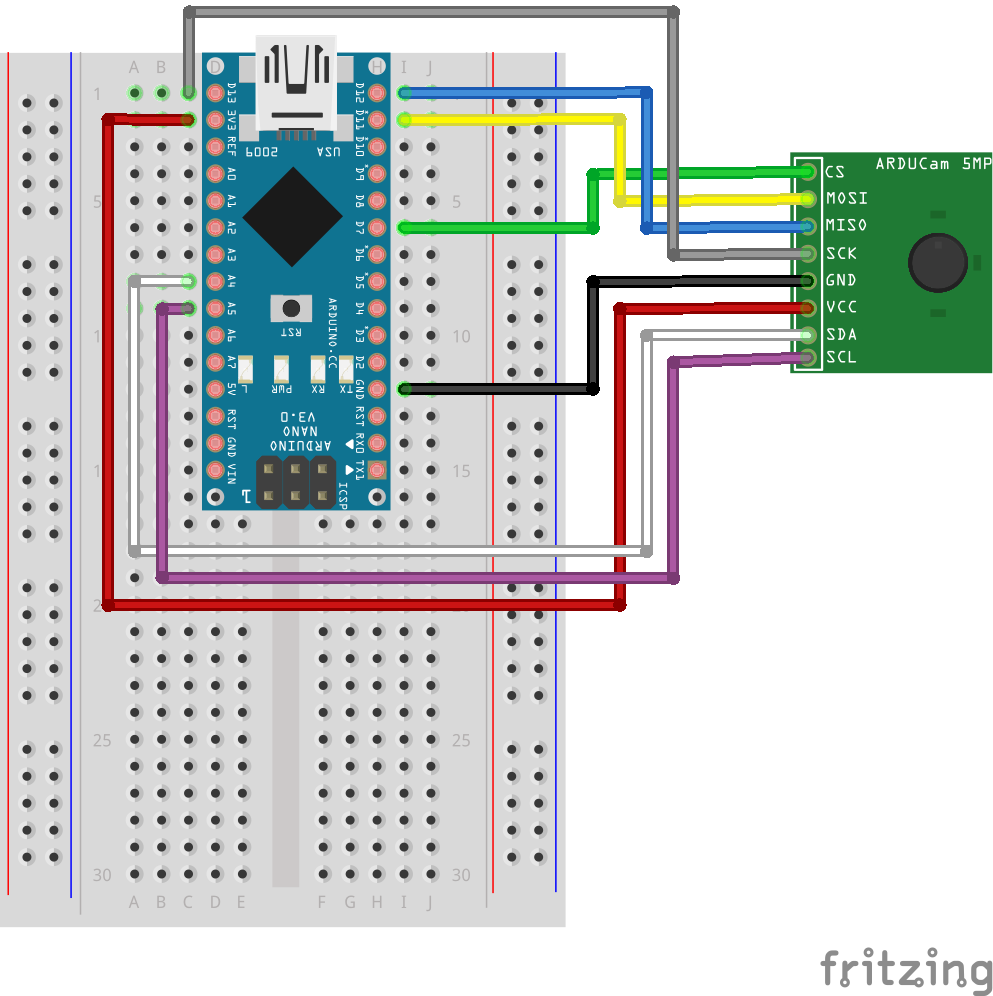 A B C D H I J
1
5
10
15
2
25
30
A B C D E F G H I J
5
10
15
25
30
6002
USA
D13
3V3
REF
A0
A1
A2
A3
A4
A5
A6
A7
5V
RST
GND
VIN
D12
D11
D10
D9
D8
D7
D6
D5
D4
D3
D2
GND
RST
RX0
TX1
RST
ARDUINO.CC
L
PWR
RX
TX
ARDUINO
NANO
V3.0
1
ICSP
ARDUCam 5MP
CS
MOSI
MISO
SCK
GND
VCC
SDA
SCL
fritzing